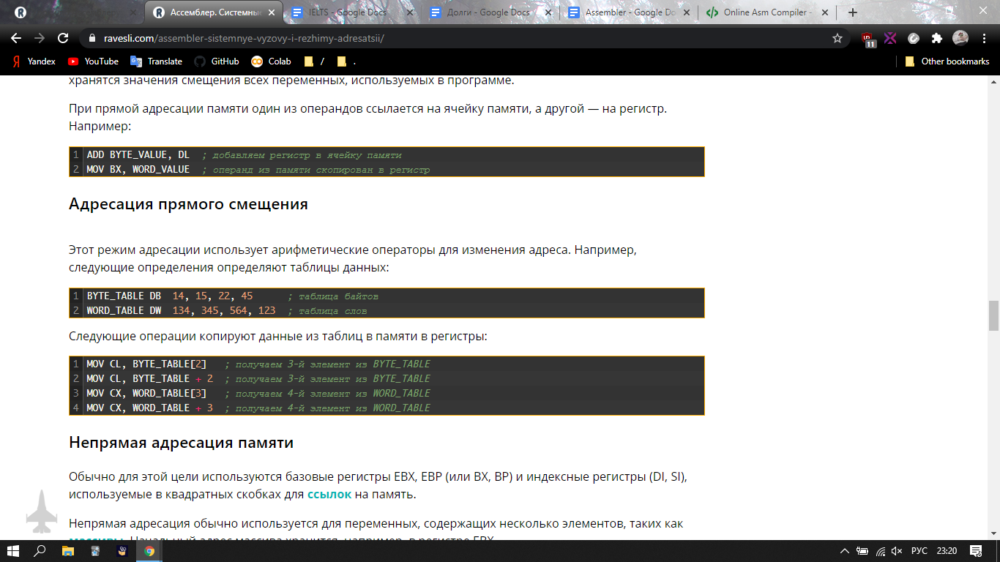 Ассемблер. Системны
IELTS - Google Docs
Долги - Google Docs
Assembler - Google Do
Online Asm Compiler -
ravesli.com/assembler-sistemnye-vyzovy-i-rezhimy-adresatsii/
11
Yandex
YouTube
Translate
GitHub
Colab
/
.
Other bookmarks
хранятся значения смещения всех переменных, используемых в программе.
При прямой адресации памяти один из операндов ссылается на ячейку памяти, а другой — на регистр.
Например:
1 ADD BYTE_VALUE, DL ; добавляем регистр в ячейку памяти
2 MOV BX, WORD_VALUE ; операнд из памяти скопирован в регистр
Адресация прямого смещения
Этот режим адресации использует арифметические операторы для изменения адреса. Например,
следующие определения определяют таблицы данных:
1 BYTE_TABLE DB 14, 15, 22, 45 ; таблица байтов
2 WORD_TABLE DW 134, 345, 564, 123 ; таблица слов
Следующие операции копируют данные из таблиц в памяти в регистры:
1 MOV CL, BYTE_TABLE[2] ; получаем 3-й элемент из BYTE_TABLE
2 MOV CL, BYTE_TABLE + 2 ; получаем 3-й элемент из BYTE_TABLE
3 MOV CX, WORD_TABLE[3] ; получаем 4-й элемент из WORD_TABLE
4 MOV CX, WORD_TABLE + 3 ; получаем 4-й элемент из WORD_TABLE
Непрямая адресация памяти
Обычно для этой цели используются базовые регистры EBX, EBP (или BX, BP) и индексные регистры (DI, SI),
используемые в квадратных скобках для ссылок на память.
Непрямая адресация обычно используется для переменных, содержащих несколько элементов, таких как
массивы. Начальный адрес массива хранится, например, в регистре EBX.
РУС
23:20